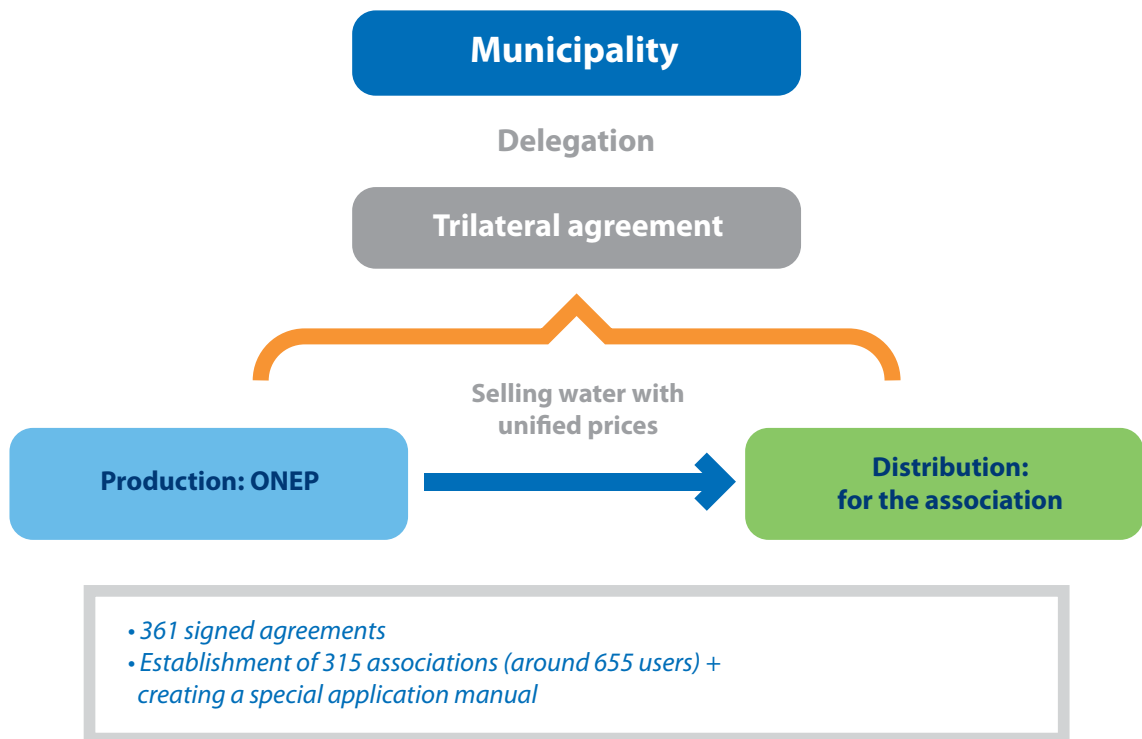 Municipality
Delegation
Trilateral agreement
Selling water with
unified prices
Production: ONEP
Distribution:
for the association
• 361 signed agreements
• Establishment of 315 associations (around 655 users) +
creating a special application manual